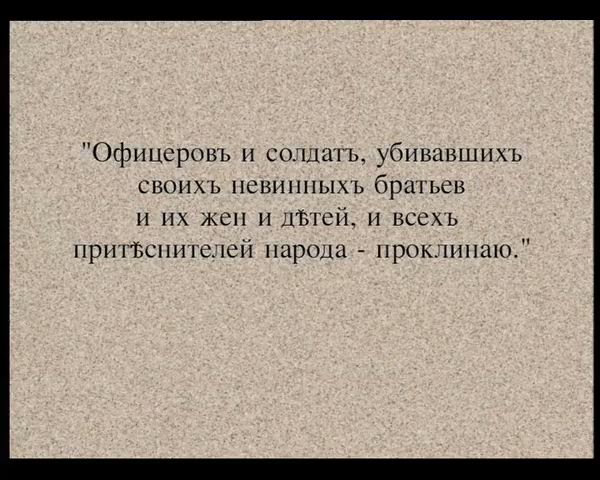 "Офицеровъ и солдатъ, убивавшихъ
своихъ невинныхъ братьев
и их жен и дѣтей, и всехъ
притѣснителей народа - проклинаю."